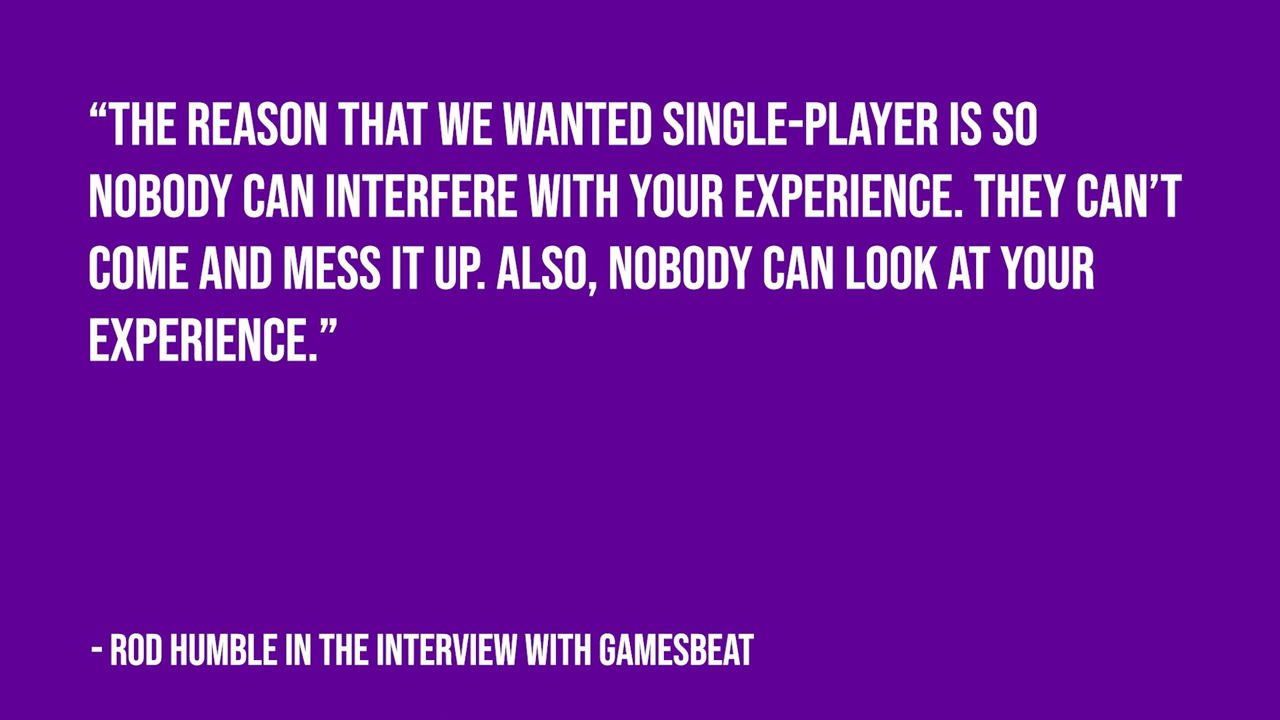 “THE REASON THAT WE WANTED SINGLE-PLAYER IS SO
NOBODY CAN INTERFERE WITH YOUR EXPERIENCE. THEY CAN’T
COME AND MESS IT UP. ALSO, NOBODY CAN LOOK AT YOUR
EXPERIENCE.”
- ROD HUMBLE IN THE INTERVIEW WITH GAMESBEAT